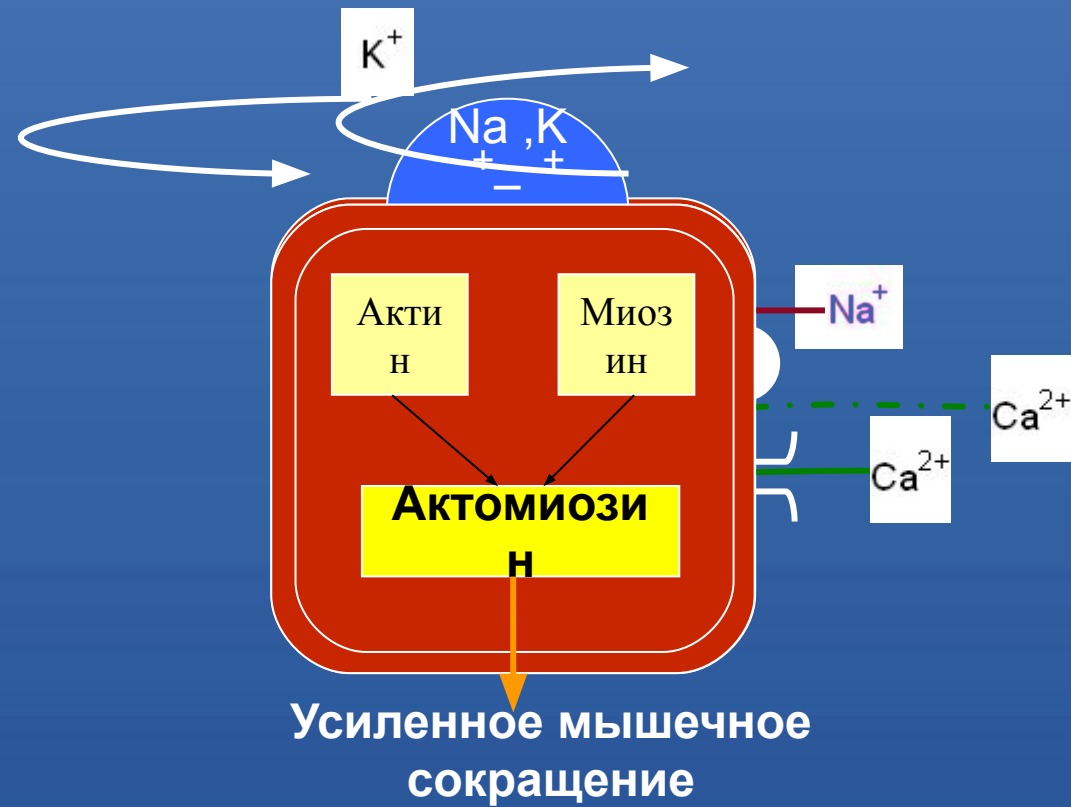 K⁺
Na ,K
+ +
–
Акти
н
Миоз
ин
Na⁺
Ca²⁺
Ca²⁺
Актомиози
н
Усиленное мышечное
сокращение